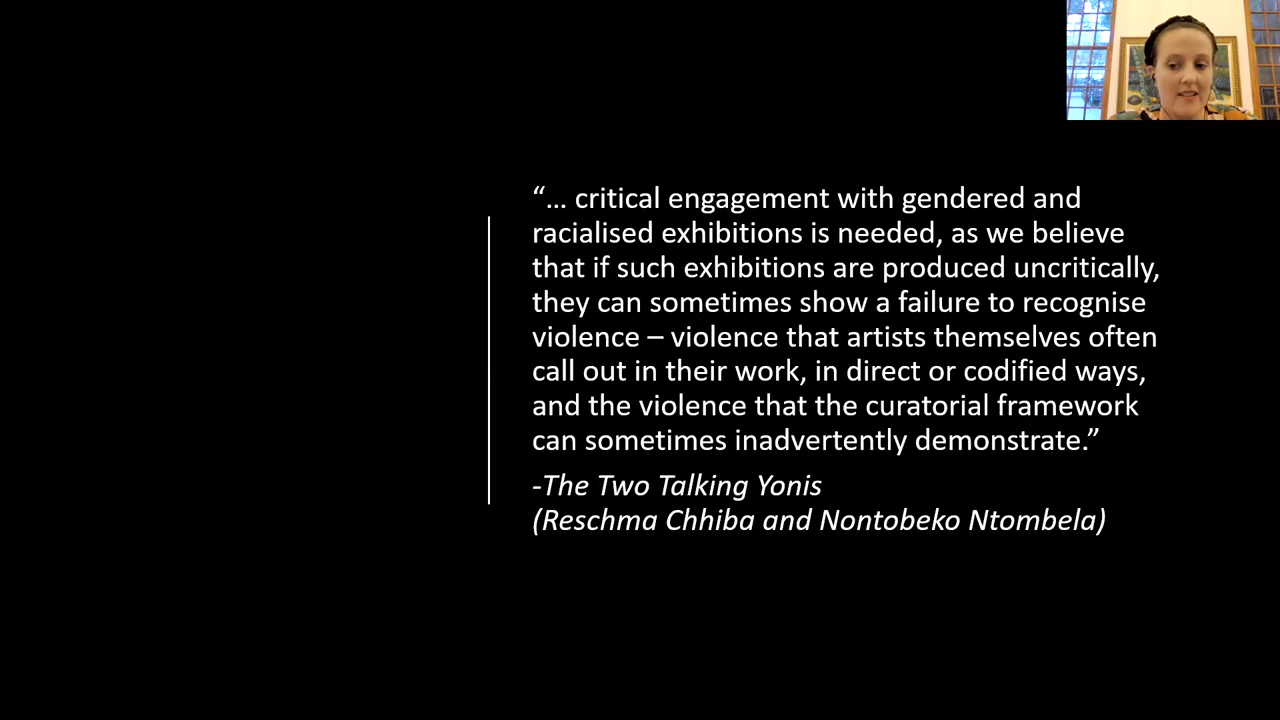 “… critical engagement with gendered and
racialised exhibitions is needed, as we believe
that if such exhibitions are produced uncritically,
they can sometimes show a failure to recognise
violence – violence that artists themselves often
call out in their work, in direct or codified ways,
and the violence that the curatorial framework
can sometimes inadvertently demonstrate.”
-The Two Talking Yonis
(Reschma Chhiba and Nontobeko Ntombela)